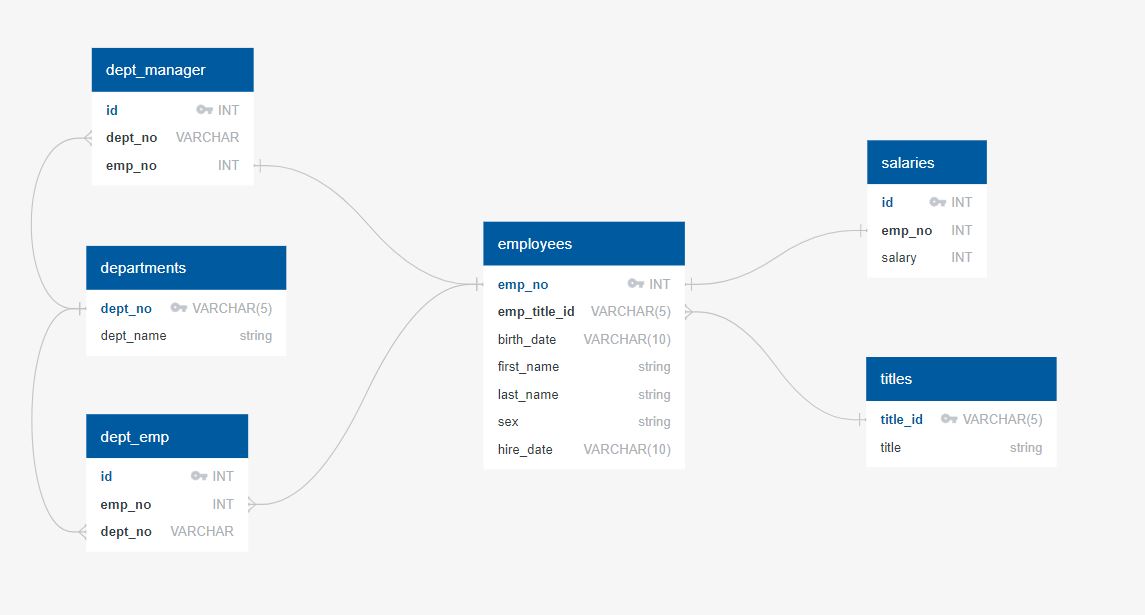 dept_manager
id INT
dept_no VARCHAR
emp_no INT
departments
dept_no VARCHAR(5)
dept_name string
dept_emp
id INT
emp_no INT
dept_no VARCHAR
employees
emp_no INT
emp_title_id VARCHAR(5)
birth_date VARCHAR(10)
first_name string
last_name string
sex string
hire_date VARCHAR(10)
salaries
id INT
emp_no INT
salary INT
titles
title_id VARCHAR(5)
title string